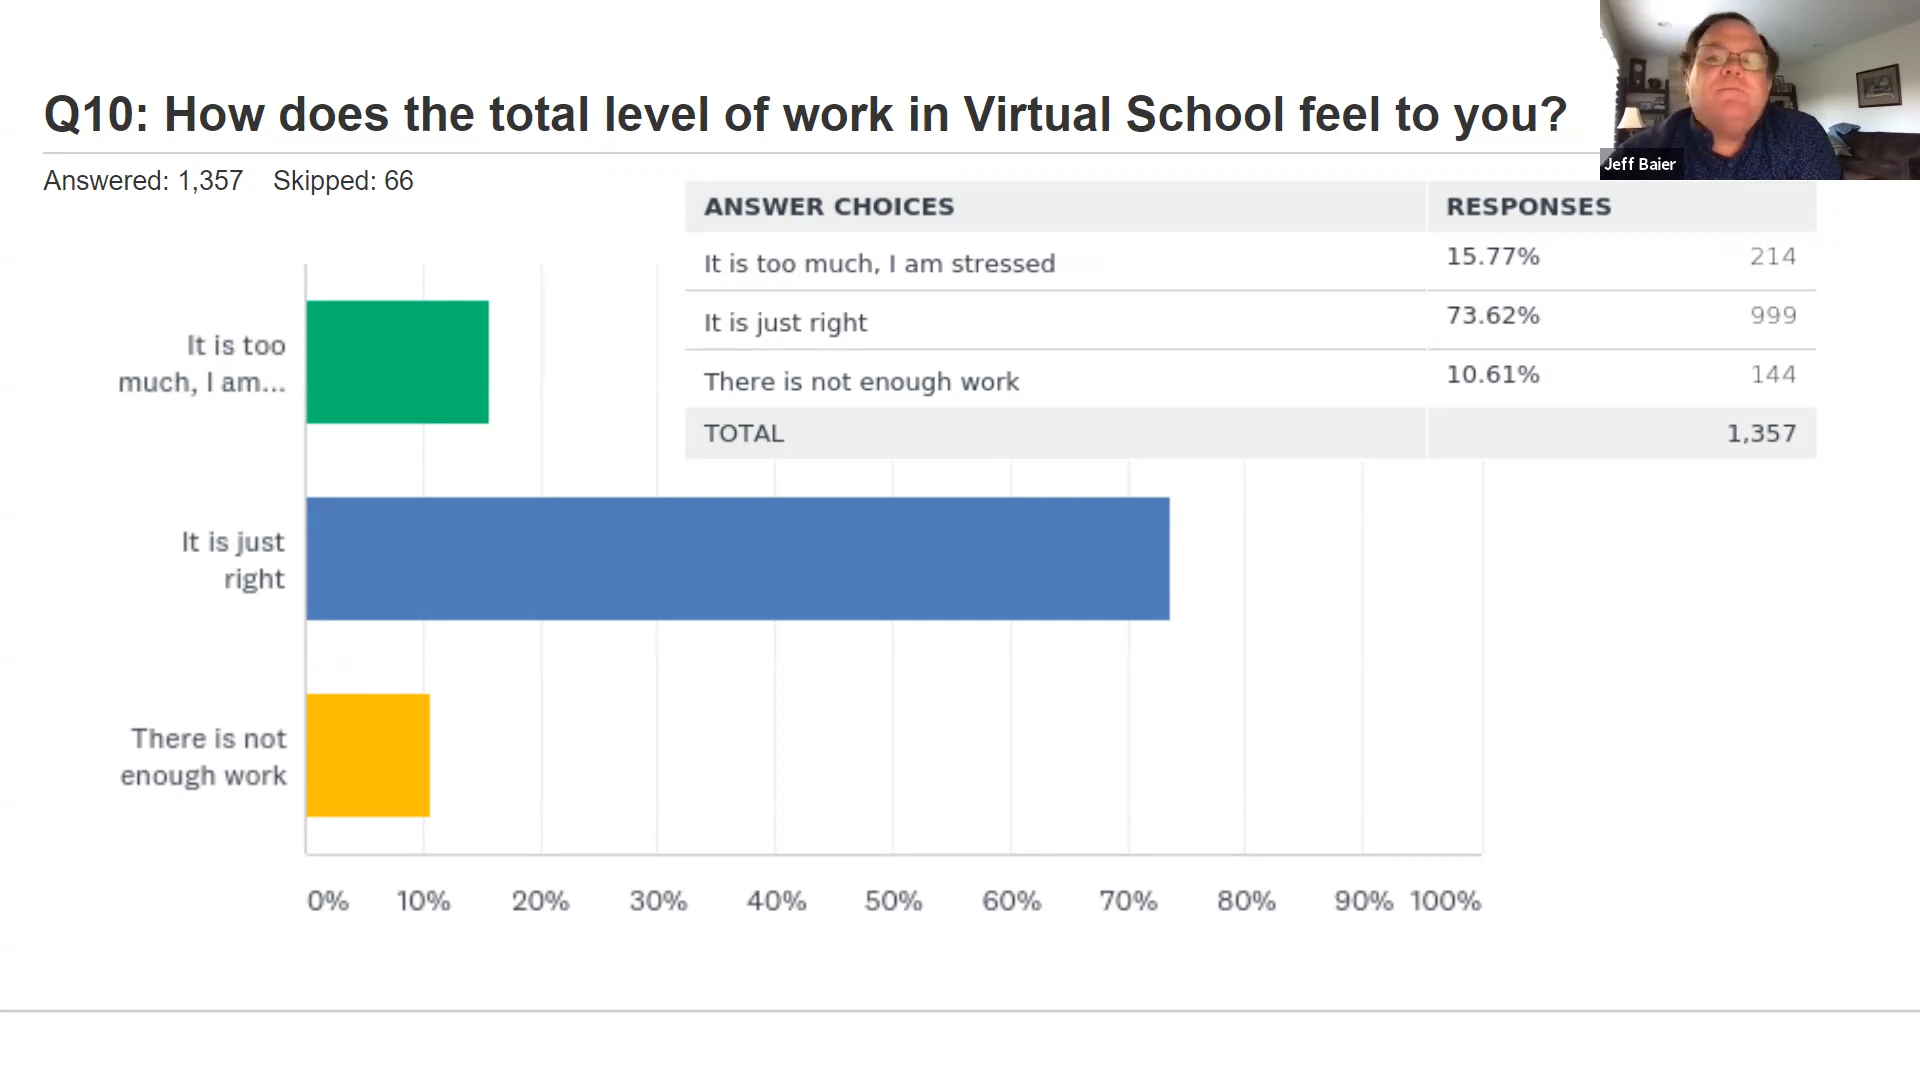 Q10: How does the total level of work in Virtual School feel to you?
Jeff Baier
Answered: 1,357 Skipped: 66
ANSWER CHOICES RESPONSES
It is too much, I am stressed 15.77% 214
It is just right 73.62% 999
There is not enough work 10.61% 144
TOTAL 1,357
It is too
much, I am...
It is just
right
There is not
enough work
0% 10% 20% 30% 40% 50% 60% 70% 80% 90% 100%